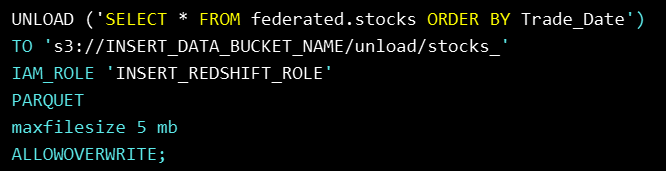 UNLOAD ('SELECT * FROM federated.stocks ORDER BY Trade_Date')
TO 's3://INSERT_DATA_BUCKET_NAME/unload/stocks_'
IAM_ROLE 'INSERT_REDSHIFT_ROLE'
PARQUET
maxfilesize 5 mb
ALLOWOVERWRITE;